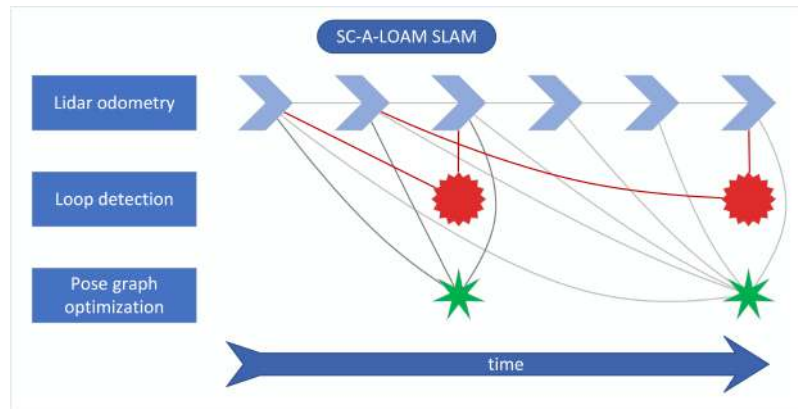 SC-A-LOAM SLAM
Lidar odometry
Loop detection
Pose graph
optimization
time